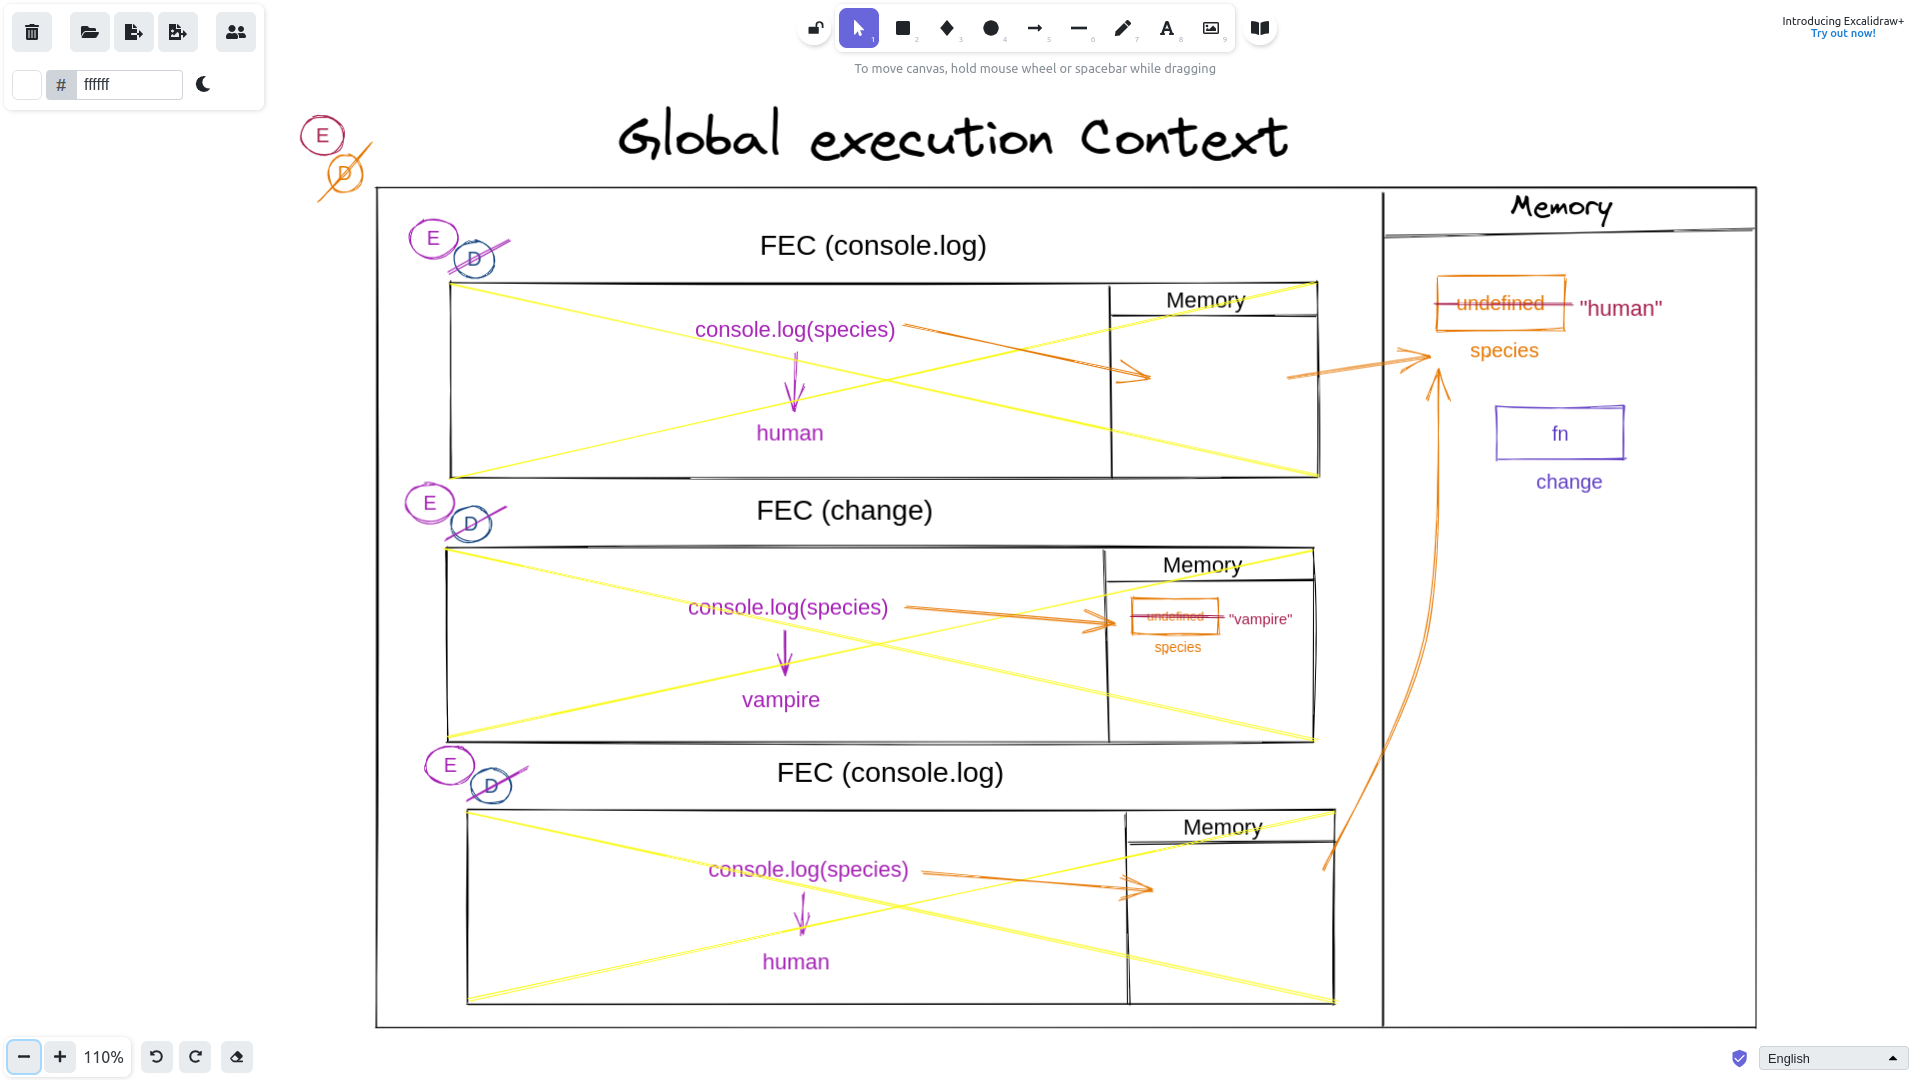 1
2
3
4
5
6
7
8
9
Introducing Excalidraw+
Try out now!
# ffffff
To move canvas, hold mouse wheel or spacebar while dragging
Global execution Context
E
D
Memory
E
D
FEC (console.log)
Memory
console.log(species)
human
undefined "human"
species
fn
change
E
D
FEC (change)
Memory
console.log(species)
undefined "vampire"
species
vampire
E
D
FEC (console.log)
Memory
console.log(species)
human
110%
English